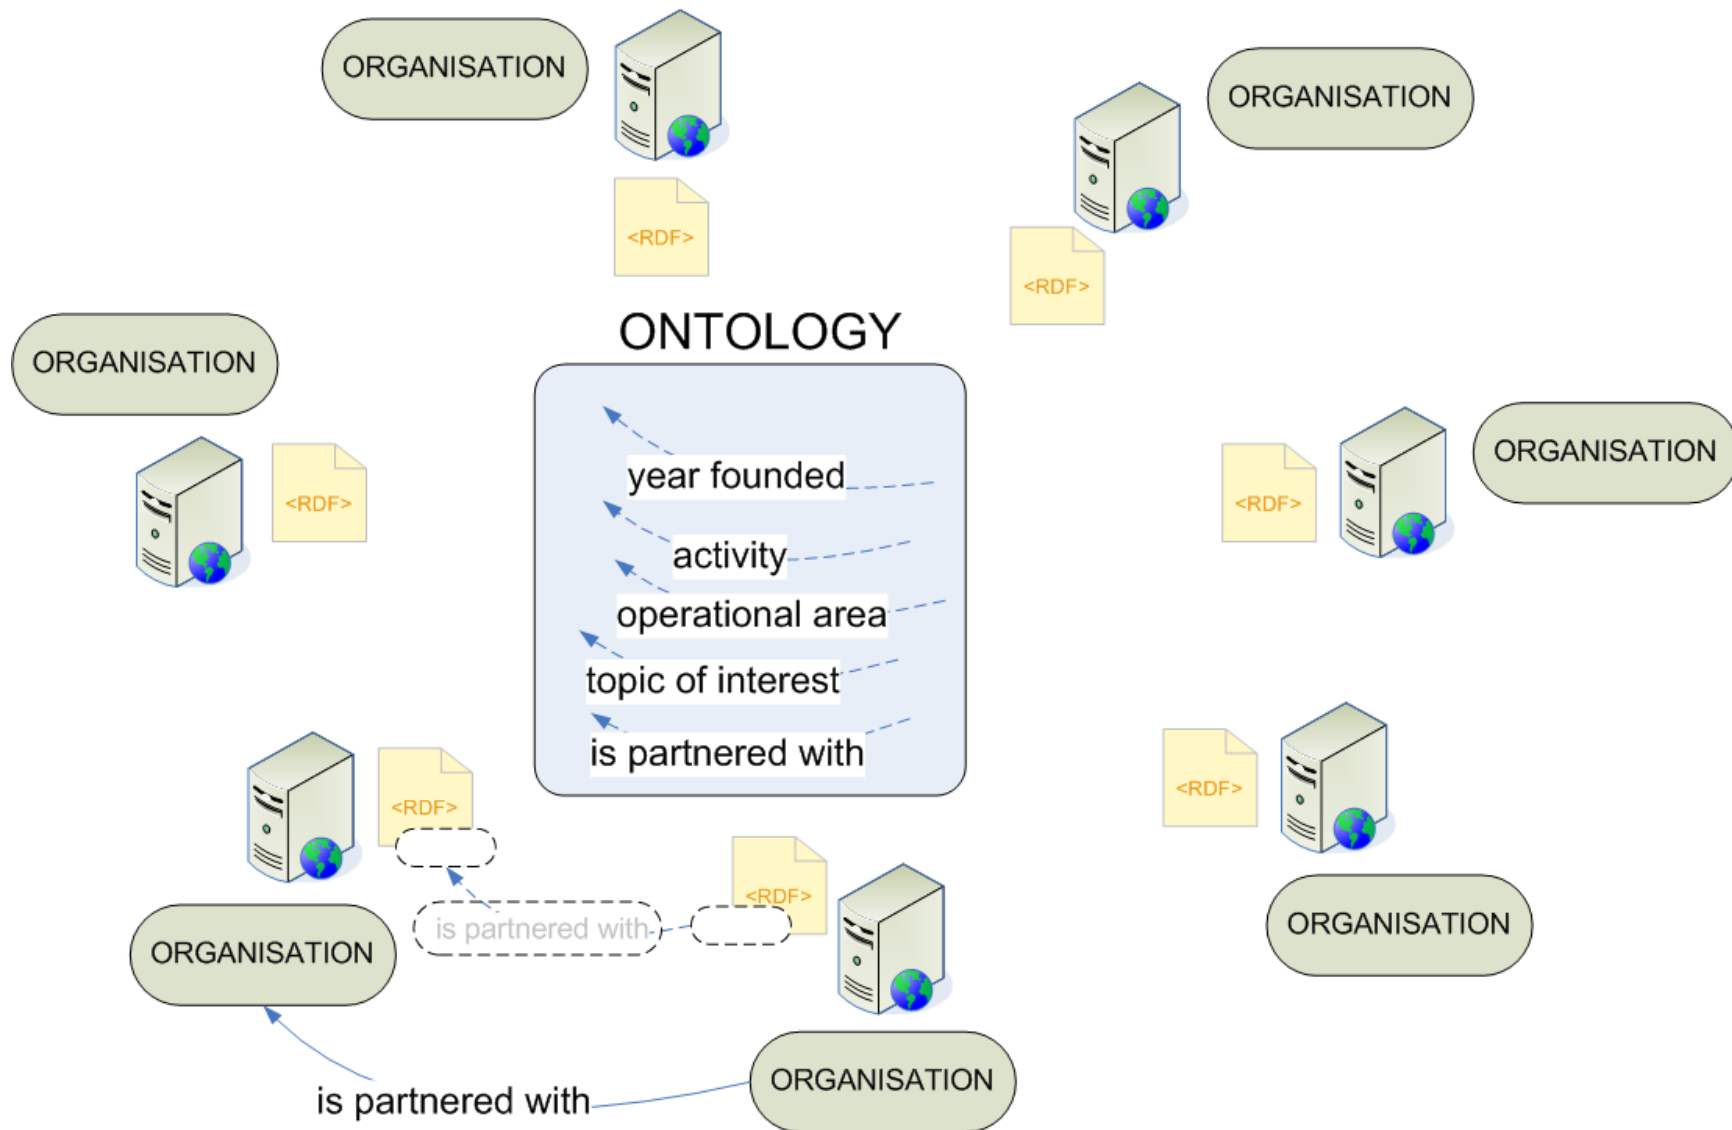 ORGANISATION
ORGANISATION
<RDF>
<RDF>
ONTOLOGY
ORGANISATION
ORGANISATION
<RDF>
<RDF>
year founded
activity
operational area
topic of interest
is partnered with
<RDF>
<RDF>
<RDF>
is partnered with
ORGANISATION
ORGANISATION
ORGANISATION
is partnered with